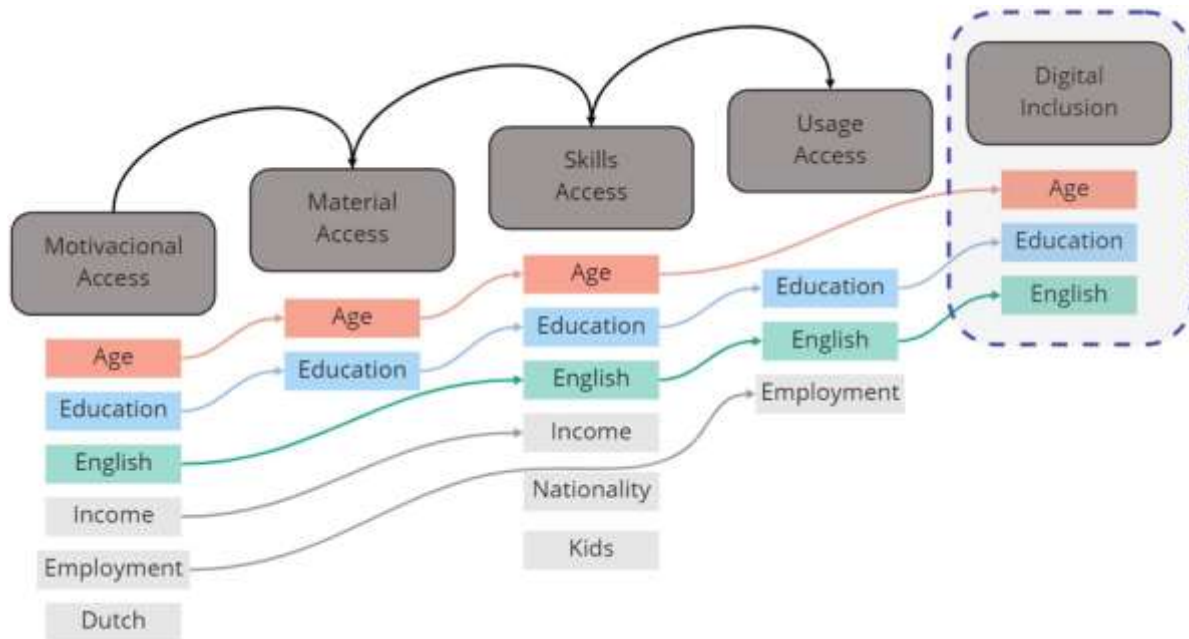 Motivacional
Access
Age
Education
English
Income
Employment
Dutch
Material
Access
Age
Education
Skills
Access
Age
Education
English
Income
Nationality
Kids
Usage
Access
Education
English
Employment
Digital
Inclusion
Age
Education
English